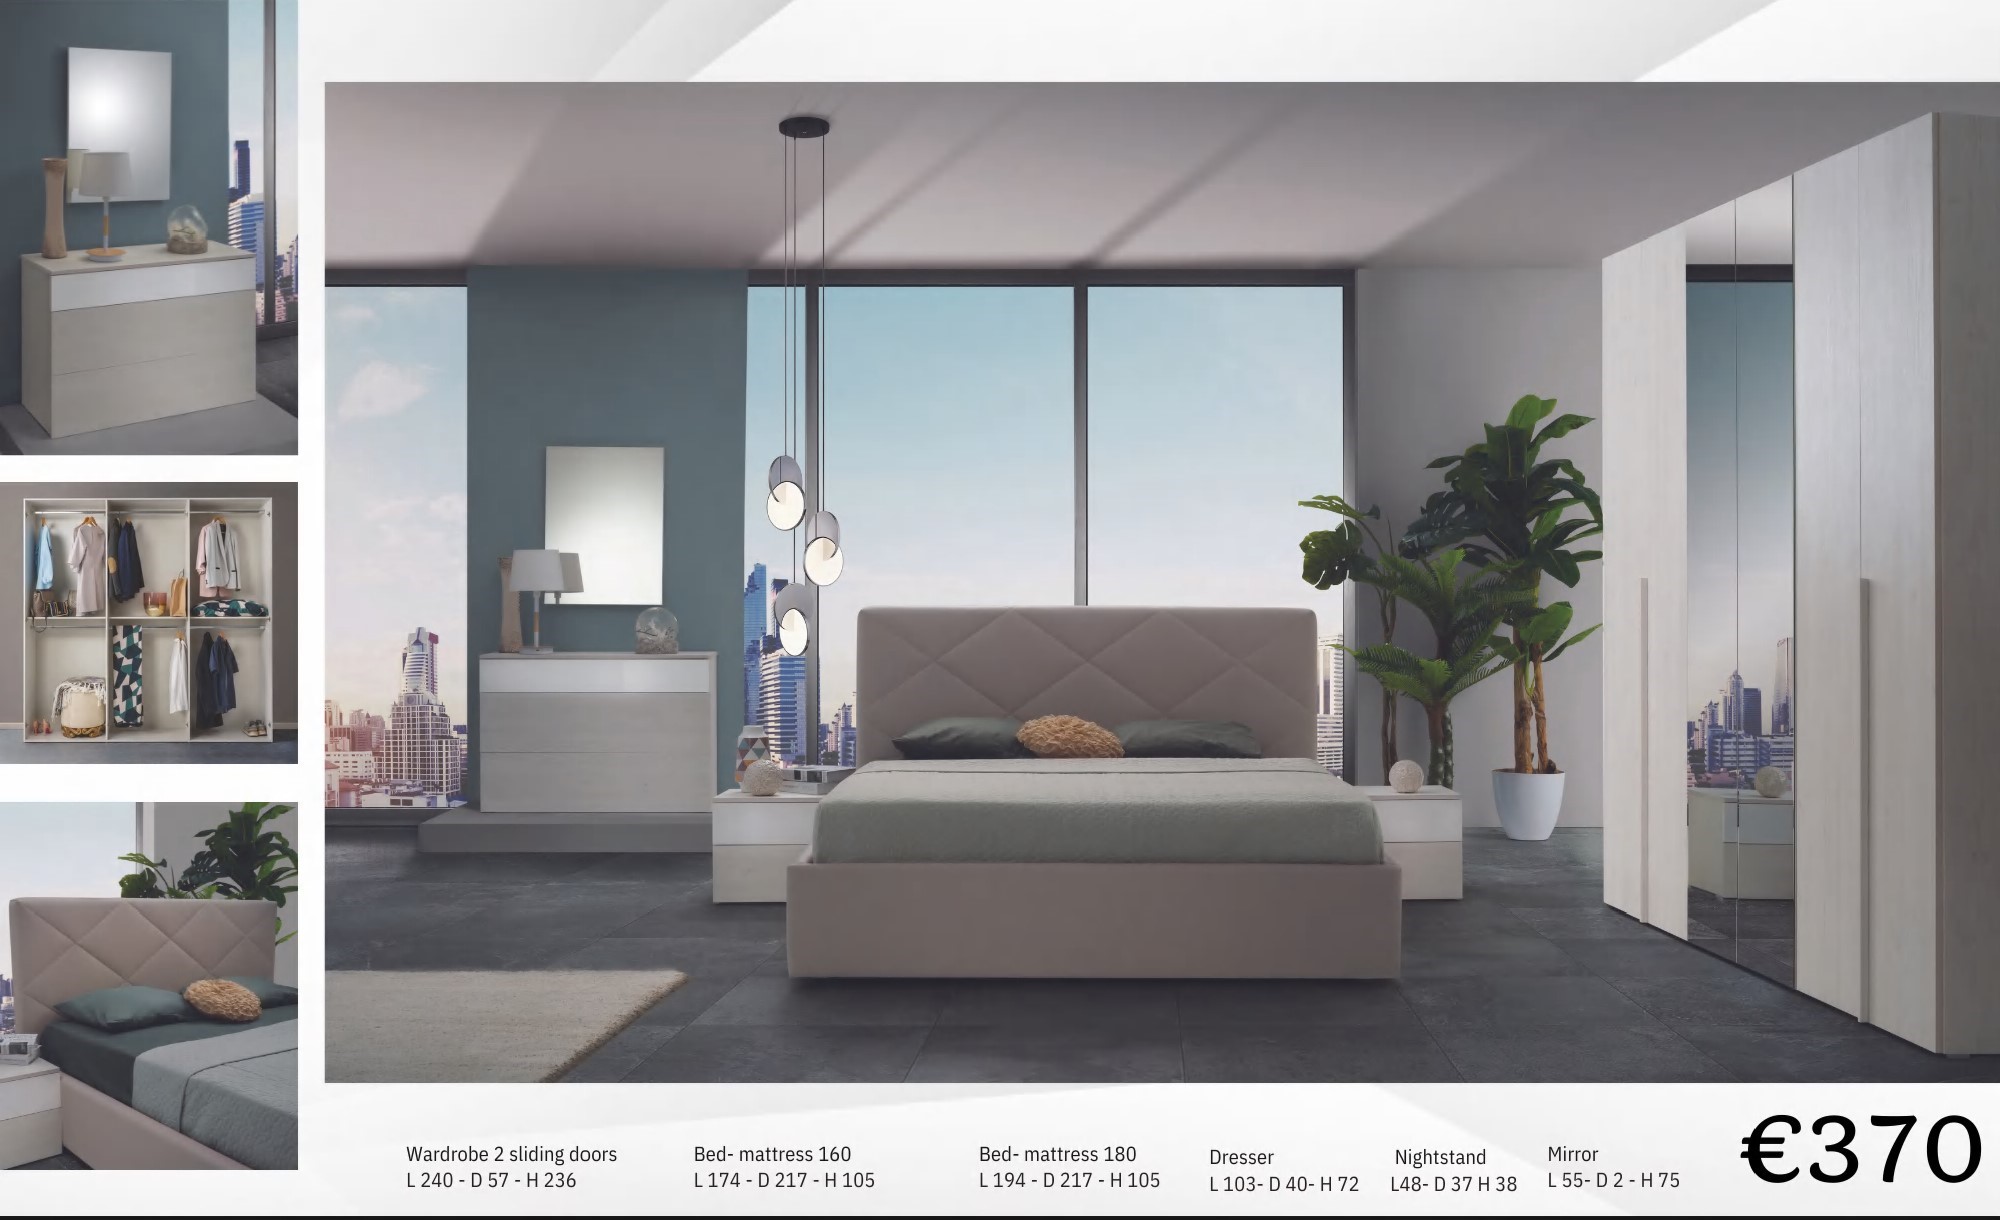 Wardrobe 2 sliding doors
L 240 - D 57 - H 236
Bed- mattress 160
L 174 - D 217 - H 105
Bed- mattress 180
L 194 - D 217 - H 105
Dresser
L 103- D 40- H 72
Nightstand
L48- D 37 H 38
Mirror
L 55- D 2 - H 75
€370